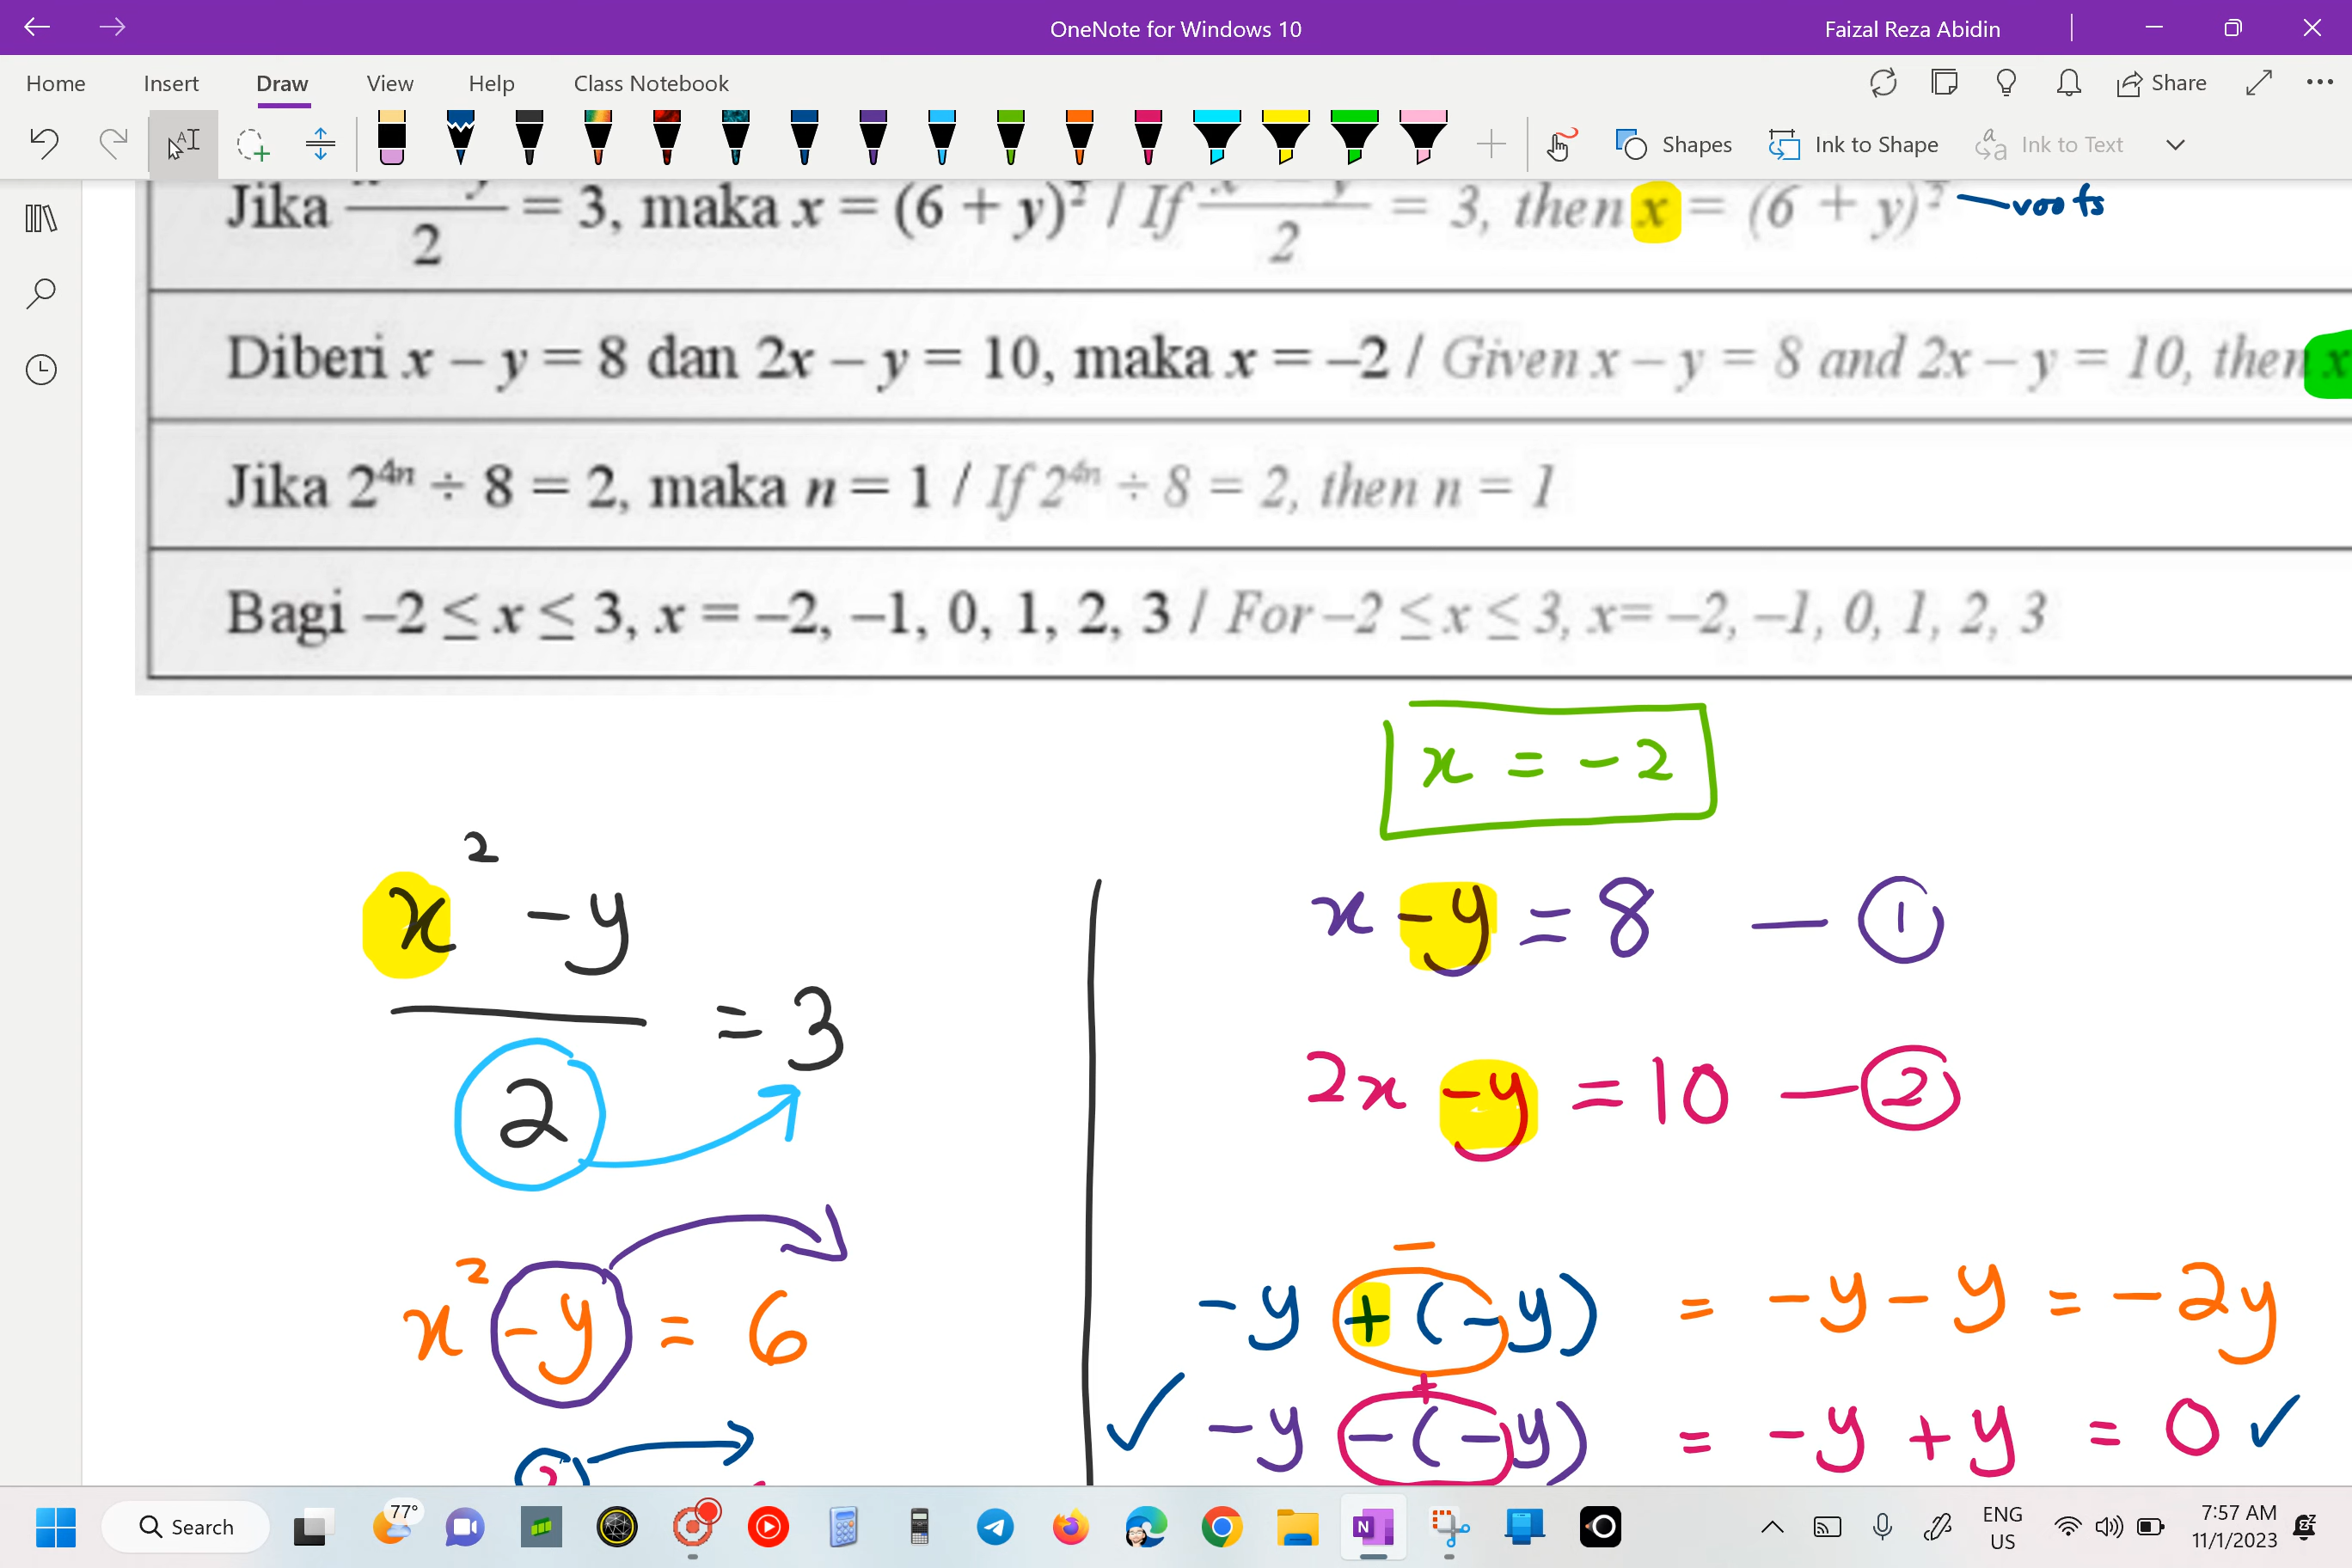 OneNote for Windows 10
Faizal Reza Abidin
Home Insert Draw View Help Class Notebook
Share
Shapes Ink to Shape Ink to Text
Jika = 3, maka x = (6 + y) / If = 3, then x = (6 + y) roots
2 2
Diberi x – y = 8 dan 2x – y = 10, maka x = –2 / Given x – y = 8 and 2x – y = 10, then x
Jika 2⁴ⁿ ÷ 8 = 2, maka n = 1 / If 2⁴ⁿ ÷ 8 = 2, then n = 1
Bagi –2 ≤ x ≤ 3, x = –2, –1, 0, 1, 2, 3 / For –2 ≤ x ≤ 3, x= –2, –1, 0, 1, 2, 3
x = -2
x² - y
= 3
2
x² - y = 6
x - y = 8 — ①
2x - y = 10 — ②
−
-y + (-y) = -y - y = -2y
+
✓ -y - (-y) = -y + y = 0 ✓
Search
77°
ENG
US
7:57 AM
11/1/2023